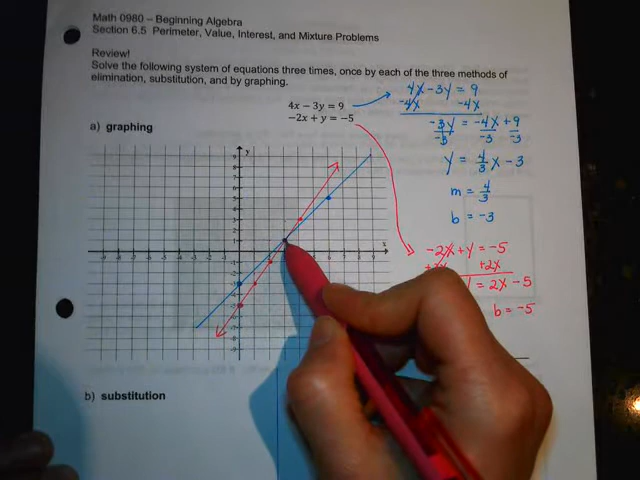 Math 0980 – Beginning Algebra
Section 6.5 Perimeter, Value, Interest, and Mixture Problems
Review!
Solve the following system of equations three times, once by each of the three methods of
elimination, substitution, and by graphing.
4x − 3y = 9
−2x + y = −5
a) graphing
4x - 3y = 9
-4x -4x
-3y = -4x + 9
-3 -3 -3
y = 4/3 x - 3
m = 4/3
b = -3
-2x + y = -5
+2x +2x
= 2x - 5
b = -5
y
x
b) substitution